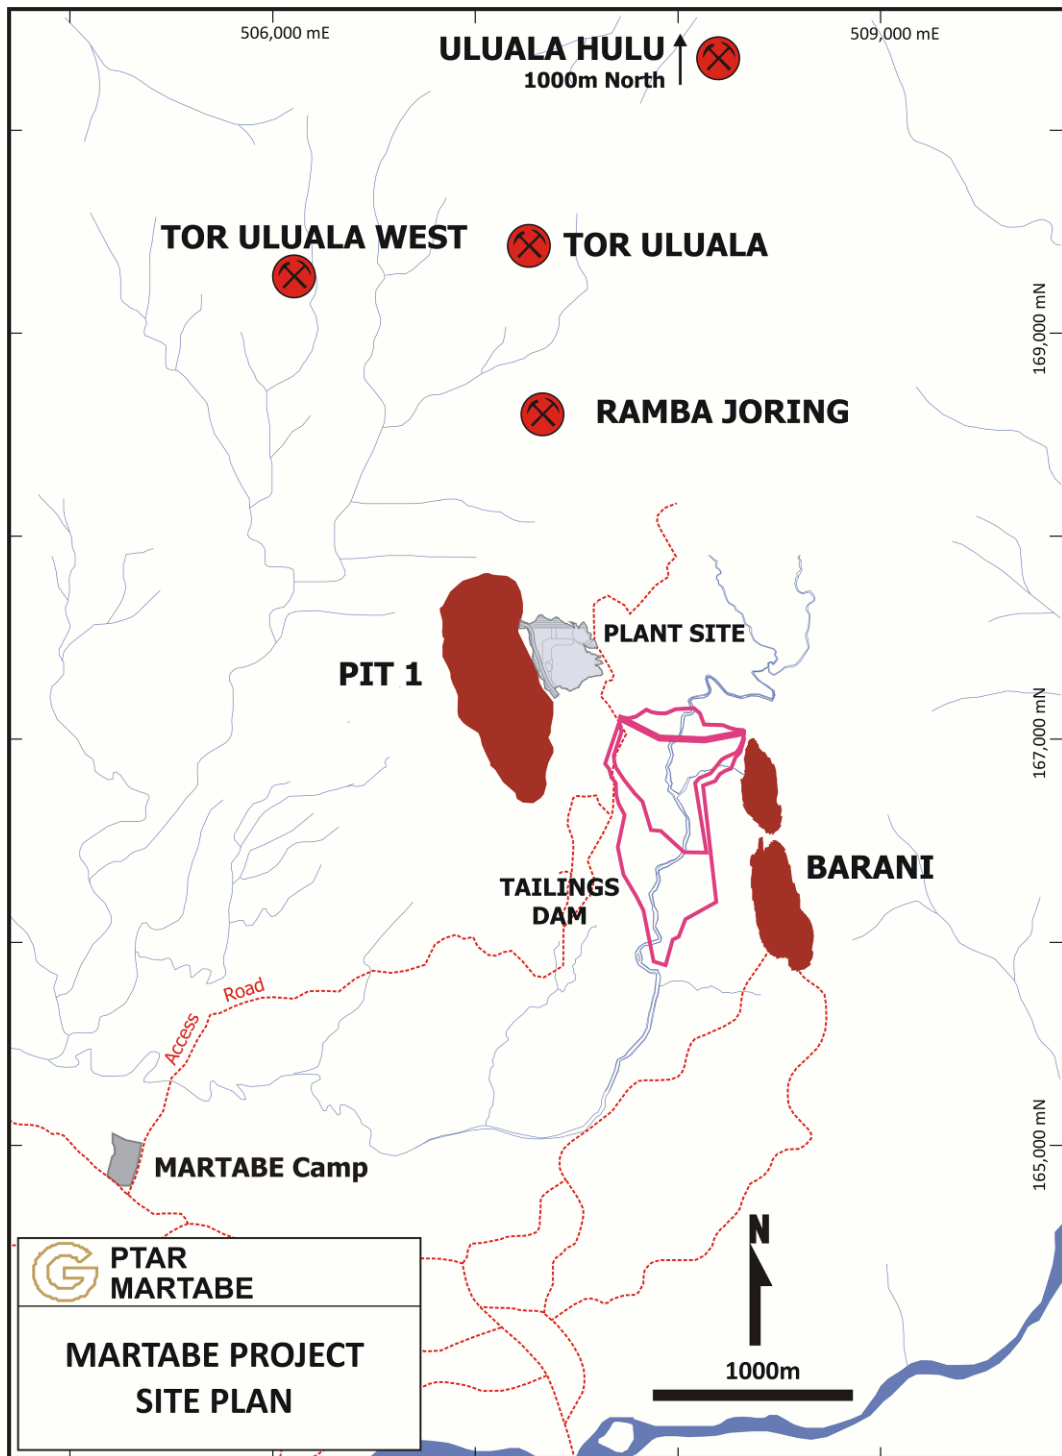 506,000 mE
509,000 mE
ULUALA HULU
1000m North
TOR ULUALA WEST
TOR ULUALA
169,000 mN
RAMBA JORING
PLANT SITE
PIT 1
167,000 mN
BARANI
TAILINGS
DAM
Access Road
165,000 mN
MARTABE Camp
N
1000m
G
PTAR
MARTABE
MARTABE PROJECT
SITE PLAN